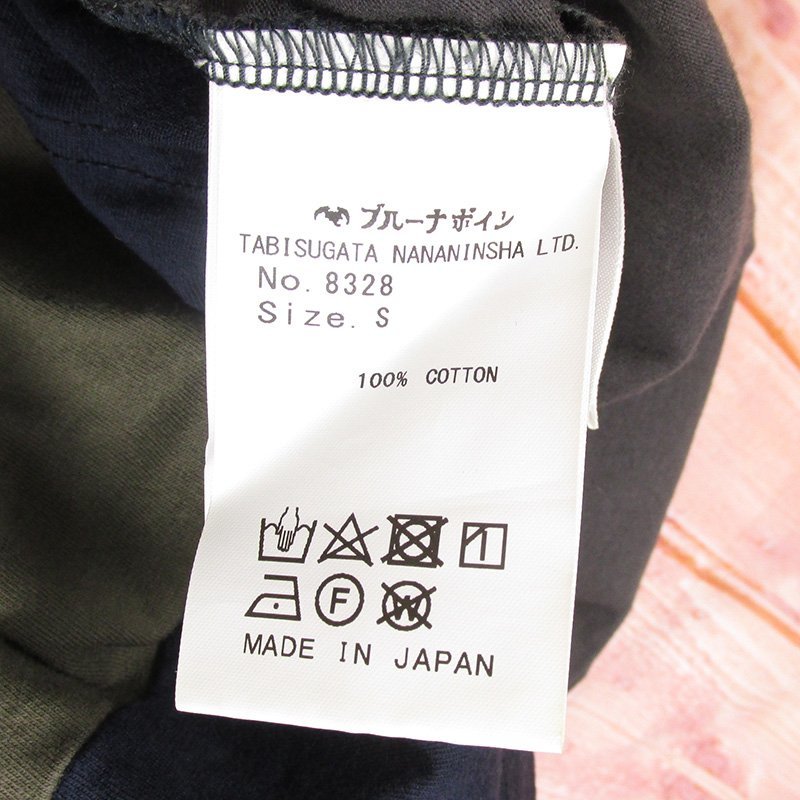 ブルーナボイン
TABISUGATA NANANINSHA LTD.
No. 8328
Size. S
100% COTTON
F W
MADE IN JAPAN